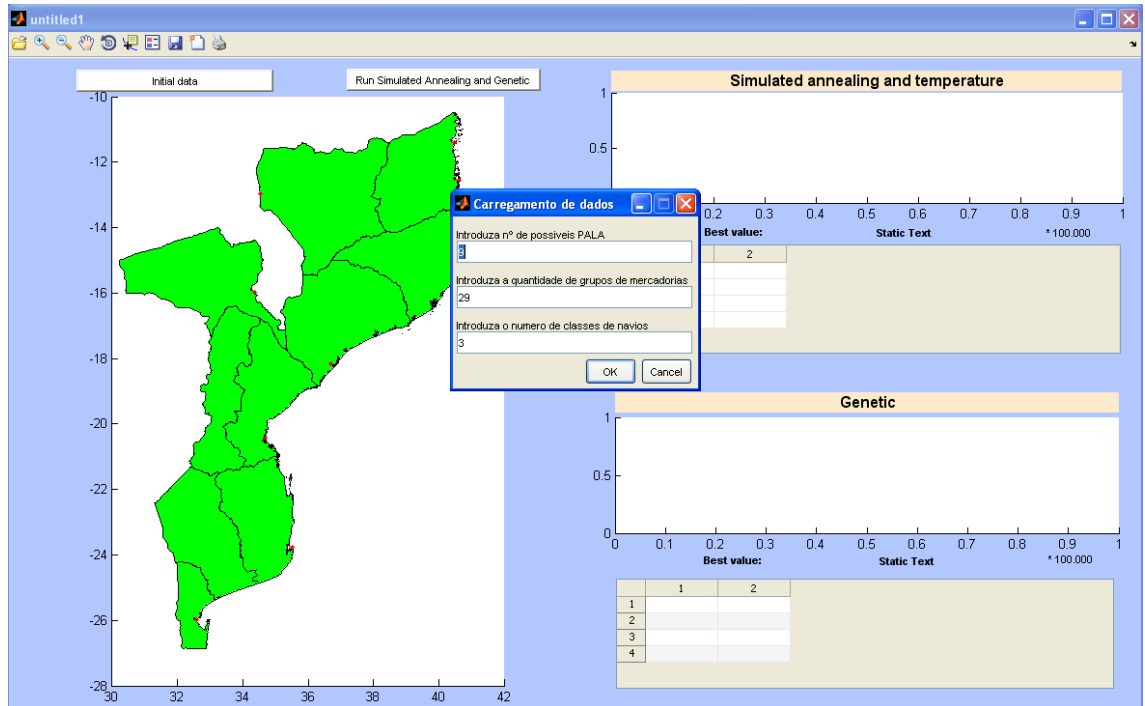 untitled1
Initial data
Run Simulated Annealing and Genetic
-10
-12
-14
-16
-18
-20
-22
-24
-26
-28
30 32 34 36 38 40 42
Carregamento de dados
Introduza nº de possiveis PALA
9
Introduza a quantidade de grupos de mercadorias
29
Introduza o numero de classes de navios
3
OK Cancel
Simulated annealing and temperature
1
0.5
0.2 0.3 0.4 0.5 0.6 0.7 0.8 0.9 1
Best value: Static Text * 100.000
2
Genetic
1
0.5
0
0 0.1 0.2 0.3 0.4 0.5 0.6 0.7 0.8 0.9 1
Best value: Static Text * 100.000
1 2
1
2
3
4